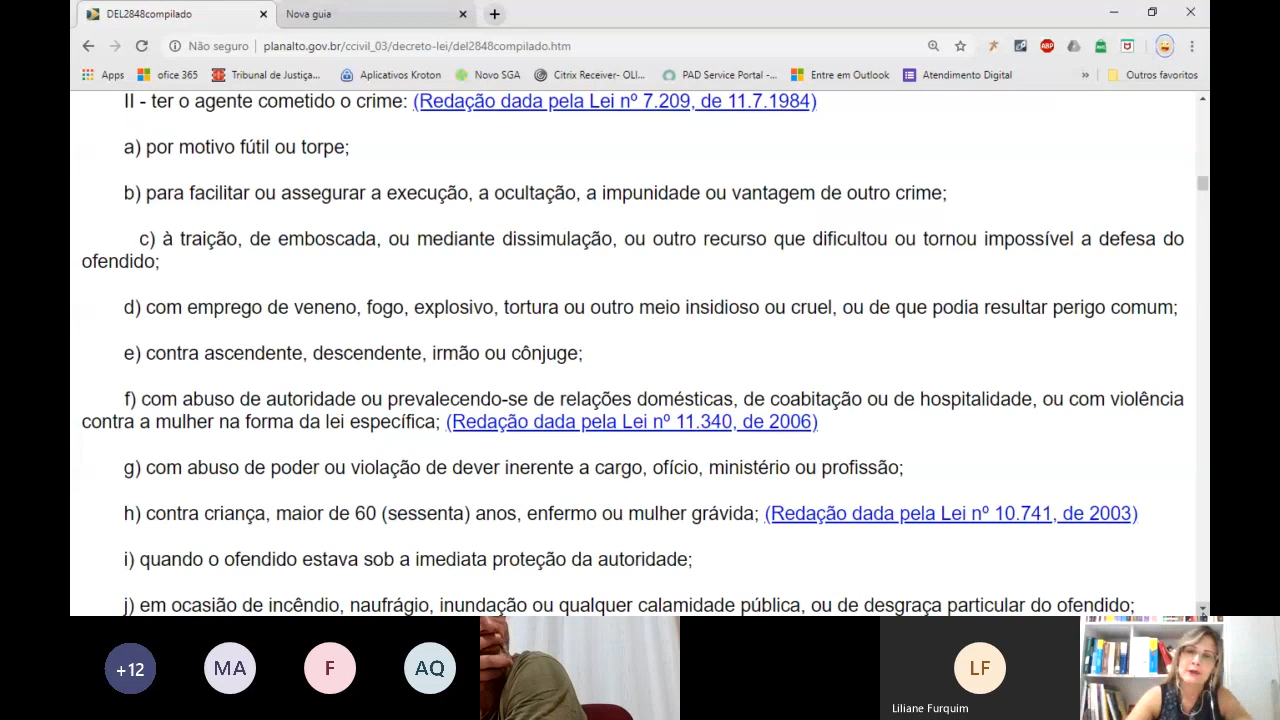 DEL2848compilado
Nova guia
Não seguro | planalto.gov.br/ccivil_03/decreto-lei/del2848compilado.htm
ABP
Apps office 365 Tribunal de Justiça... Aplicativos Kroton Novo SGA Citrix Receiver- OLI... PAD Service Portal -... Entre em Outlook Atendimento Digital » Outros favoritos
II - ter o agente cometido o crime: (Redação dada pela Lei nº 7.209, de 11.7.1984)
a) por motivo fútil ou torpe;
b) para facilitar ou assegurar a execução, a ocultação, a impunidade ou vantagem de outro crime;
c) à traição, de emboscada, ou mediante dissimulação, ou outro recurso que dificultou ou tornou impossível a defesa do
ofendido;
d) com emprego de veneno, fogo, explosivo, tortura ou outro meio insidioso ou cruel, ou de que podia resultar perigo comum;
e) contra ascendente, descendente, irmão ou cônjuge;
f) com abuso de autoridade ou prevalecendo-se de relações domésticas, de coabitação ou de hospitalidade, ou com violência
contra a mulher na forma da lei específica; (Redação dada pela Lei nº 11.340, de 2006)
g) com abuso de poder ou violação de dever inerente a cargo, ofício, ministério ou profissão;
h) contra criança, maior de 60 (sessenta) anos, enfermo ou mulher grávida; (Redação dada pela Lei nº 10.741, de 2003)
i) quando o ofendido estava sob a imediata proteção da autoridade;
j) em ocasião de incêndio, naufrágio, inundação ou qualquer calamidade pública, ou de desgraça particular do ofendido;
+12
MA
F
AQ
LF
Liliane Furquim